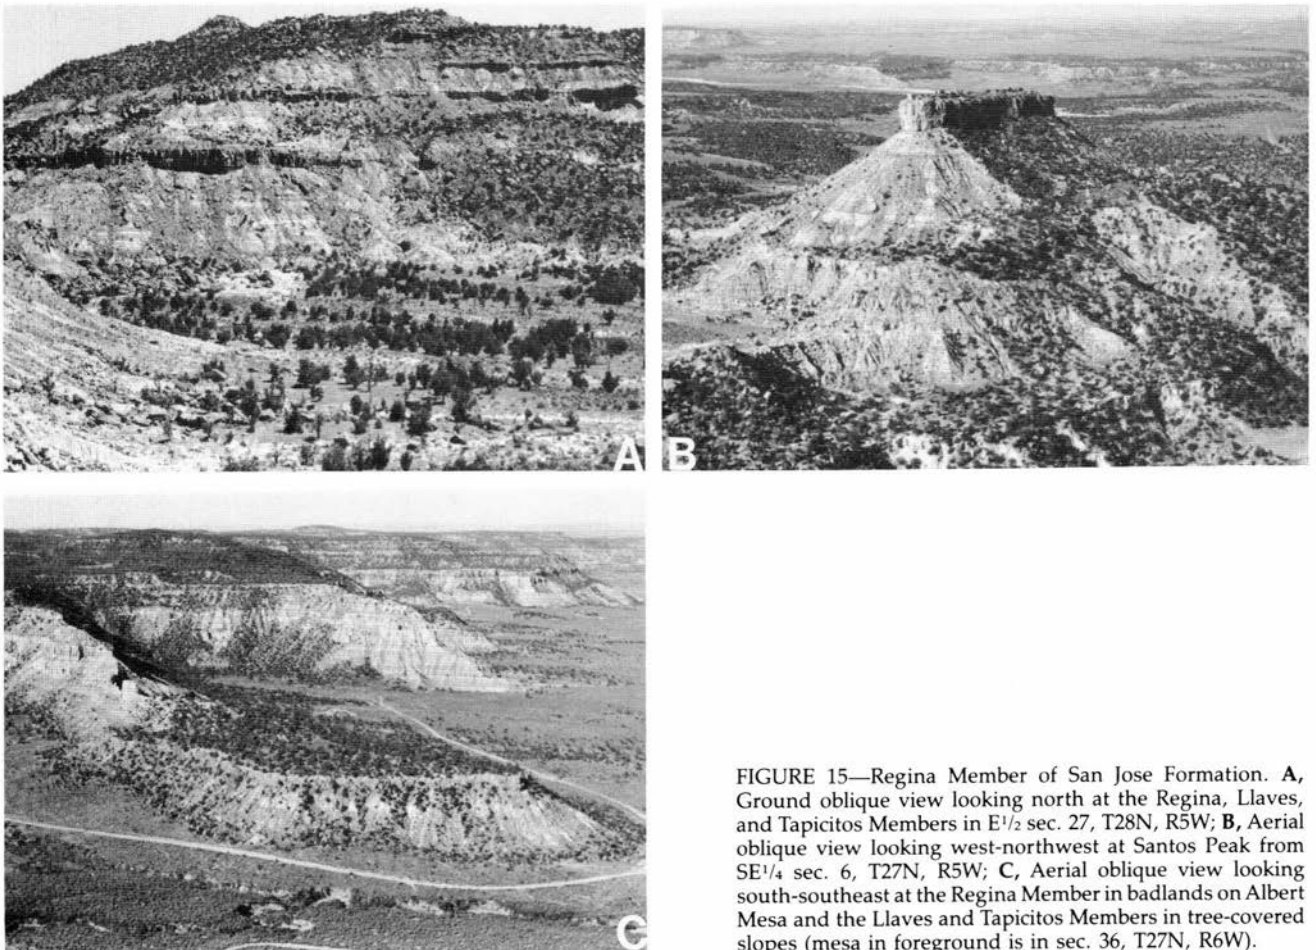 A
B
C
FIGURE 15—Regina Member of San Jose Formation. A,
Ground oblique view looking north at the Regina, Llaves,
and Tapicitos Members in E1/2 sec. 27, T28N, R5W; B, Aerial
oblique view looking west-northwest at Santos Peak from
SE1/4 sec. 6, T27N, R5W; C, Aerial oblique view looking
south-southeast at the Regina Member in badlands on Albert
Mesa and the Llaves and Tapicitos Members in tree-covered
slopes (mesa in foreground is in sec. 36, T27N, R6W).